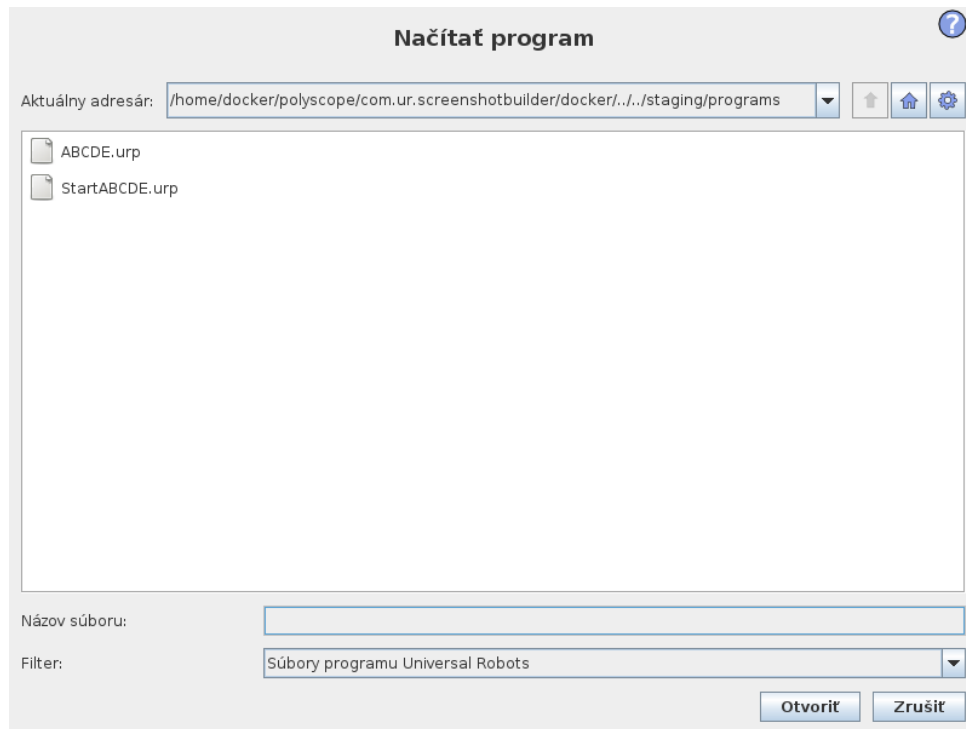 Načítať program
?
Aktuálny adresár: /home/docker/polyscope/com.ur.screenshotbuilder/docker/../../staging/programs
ABCDE.urp
StartABCDE.urp
Názov súboru:
Filter: Súbory programu Universal Robots
Otvoriť Zrušiť